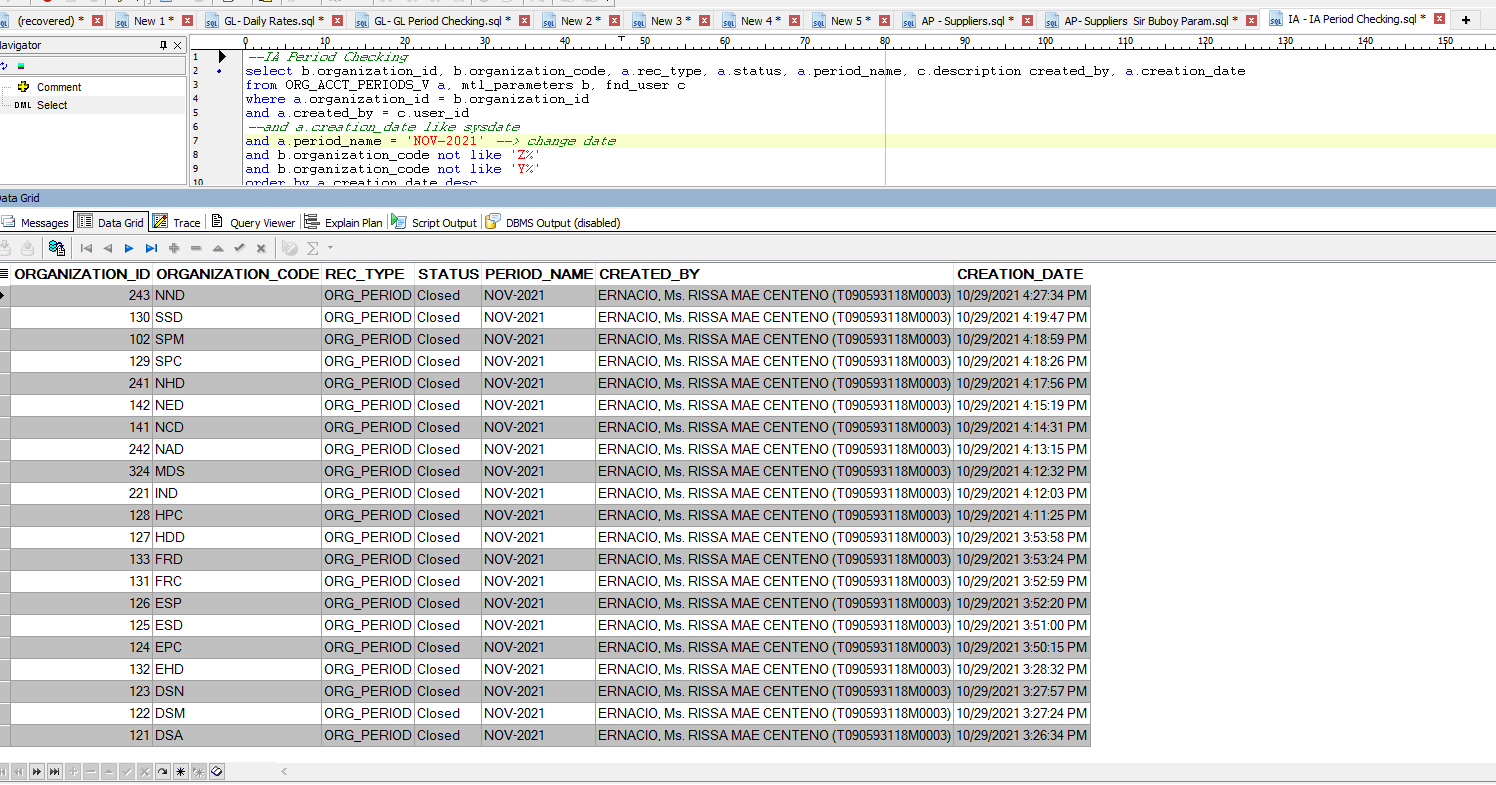 (recovered) * New 1 * GL- Daily Rates.sql * GL- GL Period Checking.sql * New 2 * New 3 * New 4 * New 5 * AP - Suppliers.sql * AP- Suppliers Sir Buboy Param.sql * IA - IA Period Checking.sql *
Navigator
Comment
DML Select
0 10 20 30 40 50 60 70 80 90 100 110 120 130 140 150
1 --IA Period Checking
2 select b.organization_id, b.organization_code, a.rec_type, a.status, a.period_name, c.description created_by, a.creation_date
3 from ORG_ACCT_PERIODS_V a, mtl_parameters b, fnd_user c
4 where a.organization_id = b.organization_id
5 and a.created_by = c.user_id
6 --and a.creation_date like sysdate
7 and a.period_name = 'NOV-2021' --> change date
8 and b.organization_code not like 'Z%'
9 and b.organization_code not like 'Y%'
10 order by a.creation_date desc
Data Grid
Messages Data Grid Trace Query Viewer Explain Plan Script Output DBMS Output (disabled)
ORGANIZATION_ID ORGANIZATION_CODE REC_TYPE STATUS PERIOD_NAME CREATED_BY CREATION_DATE
243 NND ORG_PERIOD Closed NOV-2021 ERNACIO, Ms. RISSA MAE CENTENO (T090593118M0003) 10/29/2021 4:27:34 PM
130 SSD ORG_PERIOD Closed NOV-2021 ERNACIO, Ms. RISSA MAE CENTENO (T090593118M0003) 10/29/2021 4:19:47 PM
102 SPM ORG_PERIOD Closed NOV-2021 ERNACIO, Ms. RISSA MAE CENTENO (T090593118M0003) 10/29/2021 4:18:59 PM
129 SPC ORG_PERIOD Closed NOV-2021 ERNACIO, Ms. RISSA MAE CENTENO (T090593118M0003) 10/29/2021 4:18:26 PM
241 NHD ORG_PERIOD Closed NOV-2021 ERNACIO, Ms. RISSA MAE CENTENO (T090593118M0003) 10/29/2021 4:17:56 PM
142 NED ORG_PERIOD Closed NOV-2021 ERNACIO, Ms. RISSA MAE CENTENO (T090593118M0003) 10/29/2021 4:15:19 PM
141 NCD ORG_PERIOD Closed NOV-2021 ERNACIO, Ms. RISSA MAE CENTENO (T090593118M0003) 10/29/2021 4:14:31 PM
242 NAD ORG_PERIOD Closed NOV-2021 ERNACIO, Ms. RISSA MAE CENTENO (T090593118M0003) 10/29/2021 4:13:15 PM
324 MDS ORG_PERIOD Closed NOV-2021 ERNACIO, Ms. RISSA MAE CENTENO (T090593118M0003) 10/29/2021 4:12:32 PM
221 IND ORG_PERIOD Closed NOV-2021 ERNACIO, Ms. RISSA MAE CENTENO (T090593118M0003) 10/29/2021 4:12:03 PM
128 HPC ORG_PERIOD Closed NOV-2021 ERNACIO, Ms. RISSA MAE CENTENO (T090593118M0003) 10/29/2021 4:11:25 PM
127 HDD ORG_PERIOD Closed NOV-2021 ERNACIO, Ms. RISSA MAE CENTENO (T090593118M0003) 10/29/2021 3:53:58 PM
133 FRD ORG_PERIOD Closed NOV-2021 ERNACIO, Ms. RISSA MAE CENTENO (T090593118M0003) 10/29/2021 3:53:24 PM
131 FRC ORG_PERIOD Closed NOV-2021 ERNACIO, Ms. RISSA MAE CENTENO (T090593118M0003) 10/29/2021 3:52:59 PM
126 ESP ORG_PERIOD Closed NOV-2021 ERNACIO, Ms. RISSA MAE CENTENO (T090593118M0003) 10/29/2021 3:52:20 PM
125 ESD ORG_PERIOD Closed NOV-2021 ERNACIO, Ms. RISSA MAE CENTENO (T090593118M0003) 10/29/2021 3:51:00 PM
124 EPC ORG_PERIOD Closed NOV-2021 ERNACIO, Ms. RISSA MAE CENTENO (T090593118M0003) 10/29/2021 3:50:15 PM
132 EHD ORG_PERIOD Closed NOV-2021 ERNACIO, Ms. RISSA MAE CENTENO (T090593118M0003) 10/29/2021 3:28:32 PM
123 DSN ORG_PERIOD Closed NOV-2021 ERNACIO, Ms. RISSA MAE CENTENO (T090593118M0003) 10/29/2021 3:27:57 PM
122 DSM ORG_PERIOD Closed NOV-2021 ERNACIO, Ms. RISSA MAE CENTENO (T090593118M0003) 10/29/2021 3:27:24 PM
121 DSA ORG_PERIOD Closed NOV-2021 ERNACIO, Ms. RISSA MAE CENTENO (T090593118M0003) 10/29/2021 3:26:34 PM